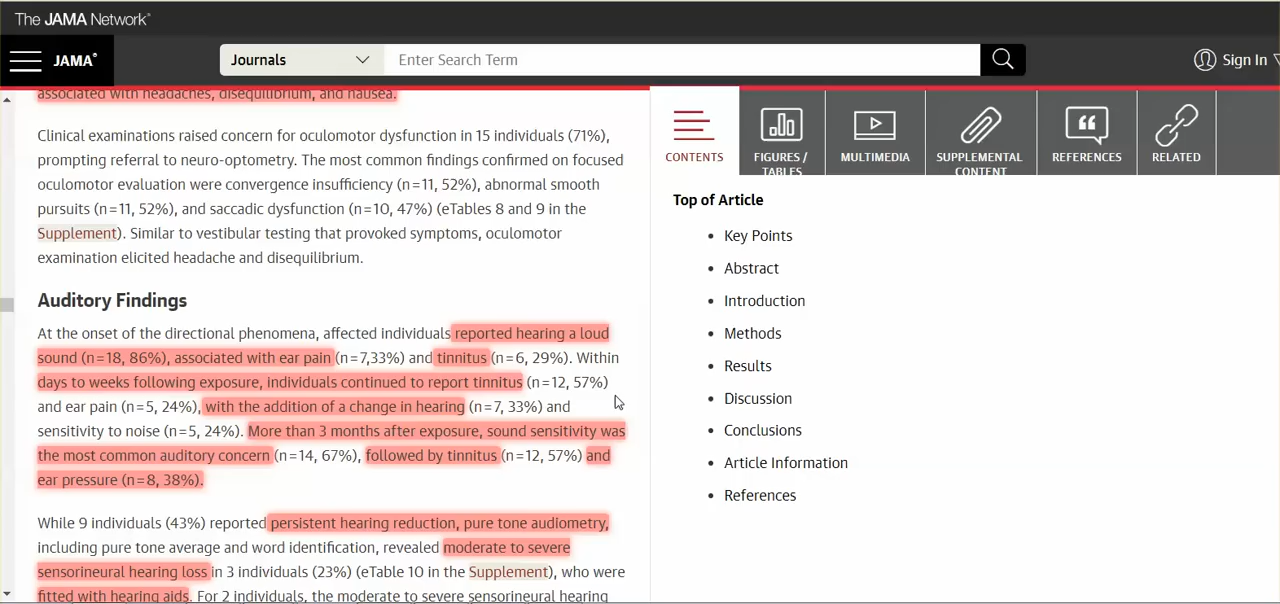 The JAMA Network®
JAMA®
Journals
Enter Search Term
Sign In
associated with headaches, disequilibrium, and nausea.
Clinical examinations raised concern for oculomotor dysfunction in 15 individuals (71%),
prompting referral to neuro-optometry. The most common findings confirmed on focused
oculomotor evaluation were convergence insufficiency (n=11, 52%), abnormal smooth
pursuits (n=11, 52%), and saccadic dysfunction (n=10, 47%) (eTables 8 and 9 in the
Supplement). Similar to vestibular testing that provoked symptoms, oculomotor
examination elicited headache and disequilibrium.
Auditory Findings
At the onset of the directional phenomena, affected individuals reported hearing a loud
sound (n=18, 86%), associated with ear pain (n=7,33%) and tinnitus (n=6, 29%). Within
days to weeks following exposure, individuals continued to report tinnitus (n=12, 57%)
and ear pain (n=5, 24%), with the addition of a change in hearing (n=7, 33%) and
sensitivity to noise (n=5, 24%). More than 3 months after exposure, sound sensitivity was
the most common auditory concern (n=14, 67%), followed by tinnitus (n=12, 57%) and
ear pressure (n=8, 38%).
While 9 individuals (43%) reported persistent hearing reduction, pure tone audiometry,
including pure tone average and word identification, revealed moderate to severe
sensorineural hearing loss in 3 individuals (23%) (eTable 10 in the Supplement), who were
fitted with hearing aids. For 2 individuals, the moderate to severe sensorineural hearing
CONTENTS
FIGURES /
TABLES
MULTIMEDIA
SUPPLEMENTAL
CONTENT
REFERENCES
RELATED
Top of Article
• Key Points
• Abstract
• Introduction
• Methods
• Results
• Discussion
• Conclusions
• Article Information
• References